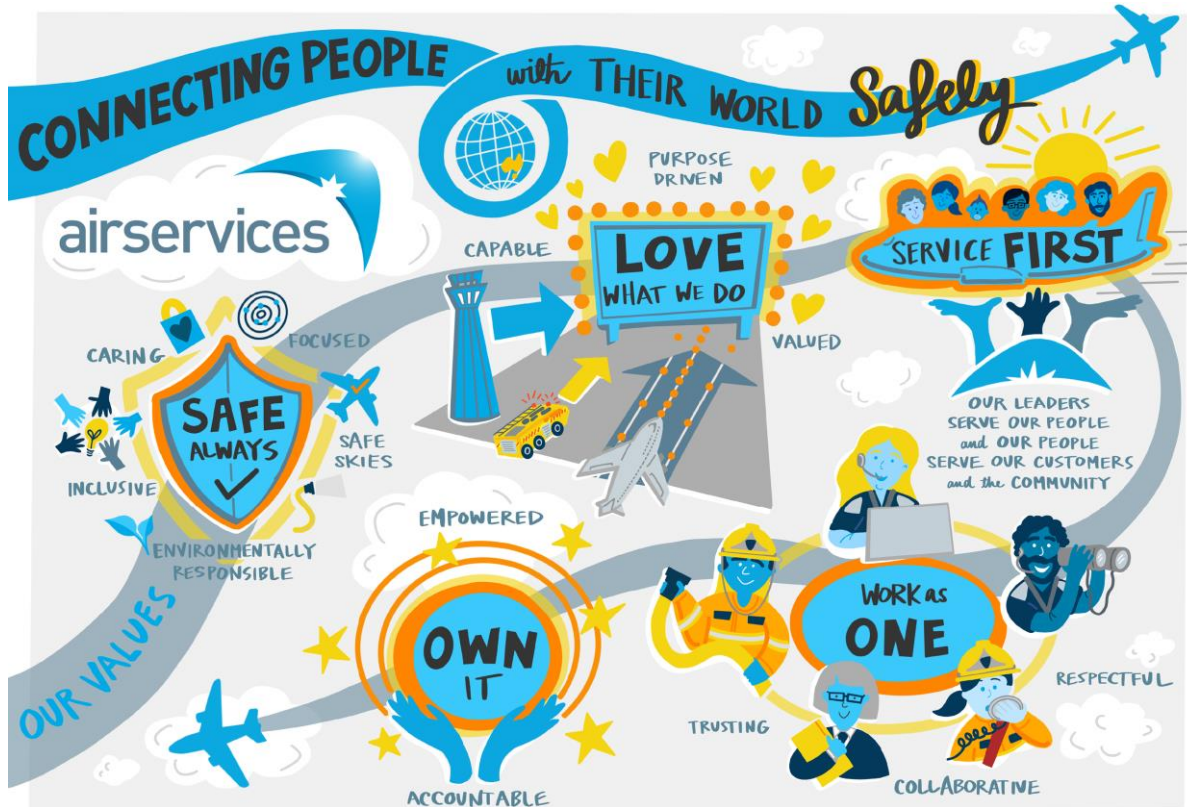 CONNECTING PEOPLE with THEIR WORLD Safely
airservices
OUR VALUES
SAFE
ALWAYS
CARING
FOCUSED
SAFE
SKIES
INCLUSIVE
ENVIRONMENTALLY
RESPONSIBLE
LOVE
WHAT WE DO
CAPABLE
PURPOSE
DRIVEN
VALUED
SERVICE FIRST
OUR LEADERS
SERVE OUR PEOPLE
and OUR PEOPLE
SERVE OUR CUSTOMERS
and the COMMUNITY
WORK as
ONE
RESPECTFUL
TRUSTING
COLLABORATIVE
EMPOWERED
OWN
IT
ACCOUNTABLE